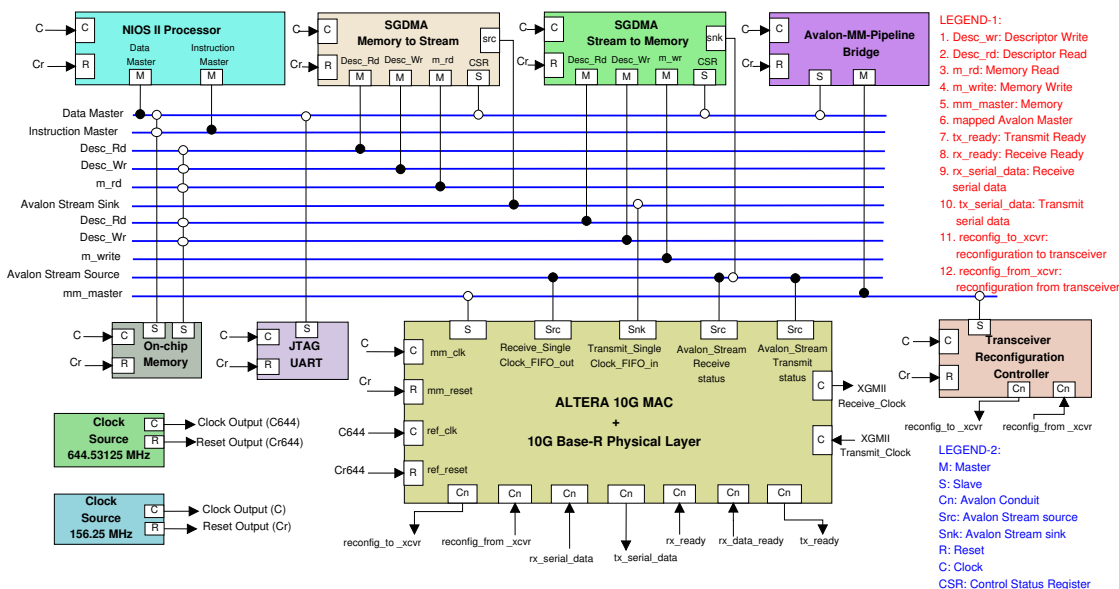 NIOS II Processor
C
Cr
C
R
Data
Master
Instruction
Master
M
M
SGDMA
Memory to Stream
C
Cr
C
R
src
Desc_Rd
Desc_Wr
m_rd
CSR
M
M
M
S
SGDMA
Stream to Memory
C
Cr
C
R
snk
Desc_Rd
Desc_Wr
m_wr
CSR
M
M
M
S
Avalon-MM-Pipeline
Bridge
C
Cr
C
R
S
M
LEGEND-1:
1. Desc_wr: Descriptor Write
2. Desc_rd: Descriptor Read
3. m_rd: Memory Read
4. m_write: Memory Write
5. mm_master: Memory
6. mapped Avalon Master
7. tx_ready: Transmit Ready
8. rx_ready: Receive Ready
9. rx_serial_data: Receive
serial data
10. tx_serial_data: Transmit
serial data
11. reconfig_to_xcvr:
reconfiguration to transceiver
12. reconfig_from_xcvr:
reconfiguration from transceiver
Data Master
Instruction Master
Desc_Rd
Desc_Wr
m_rd
Avalon Stream Sink
Desc_Rd
Desc_Wr
m_write
Avalon Stream Source
mm_master
S
S
C
Cr
C
R
On-chip
Memory
S
C
Cr
C
R
JTAG
UART
S
Src
Snk
Src
Src
C
C
mm_clk
Cr
R
mm_reset
C644
C
ref_clk
Cr644
R
ref_reset
Receive_Single
Clock_FIFO_out
Transmit_Single
Clock_FIFO_in
Avalon_Stream
Receive
status
Avalon_Stream
Transmit
status
ALTERA 10G MAC
+
10G Base-R Physical Layer
C
XGMII
Receive_Clock
C
XGMII
Transmit_Clock
Cn
Cn
Cn
Cn
Cn
Cn
Cn
reconfig_to _xcvr
reconfig_from _xcvr
rx_serial_data
tx_serial_data
rx_ready
rx_data_ready
tx_ready
S
C
Cr
C
R
Transceiver
Reconfiguration
Controller
Cn
Cn
reconfig_to _xcvr
reconfig_from _xcvr
Clock
Source
644.53125 MHz
C
R
Clock Output (C644)
Reset Output (Cr644)
Clock
Source
156.25 MHz
C
R
Clock Output (C)
Reset Output (Cr)
LEGEND-2:
M: Master
S: Slave
Cn: Avalon Conduit
Src: Avalon Stream source
Snk: Avalon Stream sink
R: Reset
C: Clock
CSR: Control Status Register